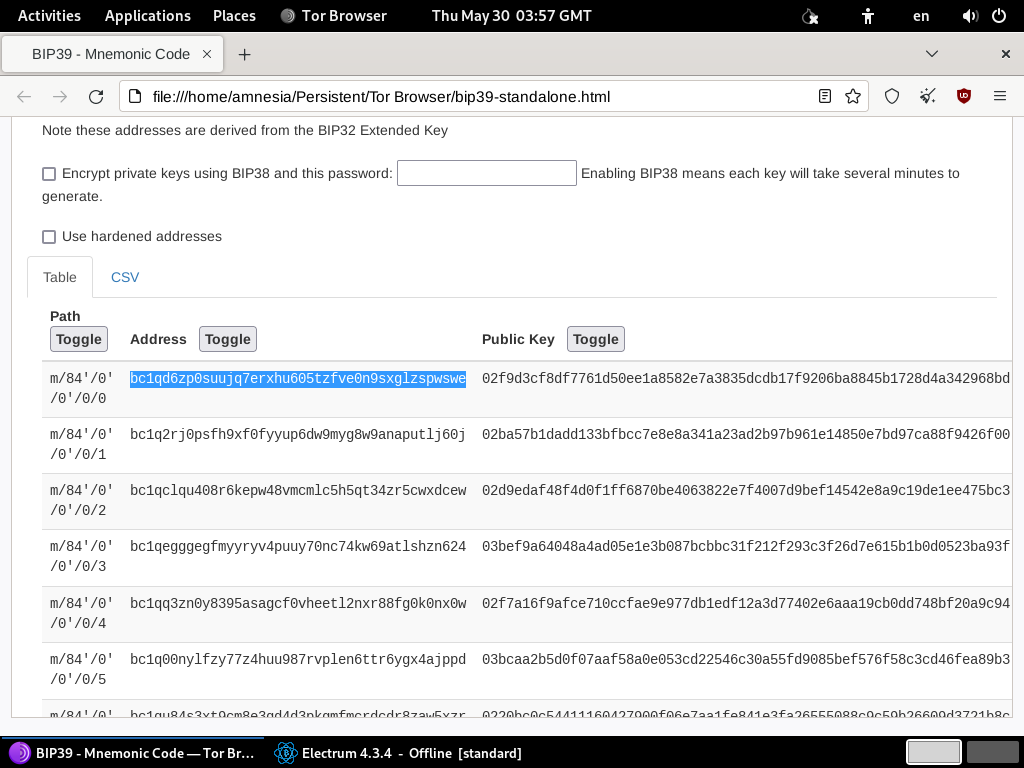 Activities Applications Places Tor Browser Thu May 30 03:57 GMT en
BIP39 - Mnemonic Code
file:///home/amnesia/Persistent/Tor Browser/bip39-standalone.html
Note these addresses are derived from the BIP32 Extended Key
Encrypt private keys using BIP38 and this password: Enabling BIP38 means each key will take several minutes to
generate.
Use hardened addresses
Table CSV
Path
Toggle Address Toggle Public Key Toggle
m/84'/0' bc1qd6zp0suujq7erxhu605tzfve0n9sxglzspwswe 02f9d3cf8df7761d50ee1a8582e7a3835dcdb17f9206ba8845b1728d4a342968bd
/0'/0/0
m/84'/0' bc1q2rj0psfh9xf0fyyup6dw9myg8w9anaputlj60j 02ba57b1dadd133bfbcc7e8e8a341a23ad2b97b961e14850e7bd97ca88f9426f00
/0'/0/1
m/84'/0' bc1qclqu408r6kepw48vmcmlc5h5qt34zr5cwxdcew 02d9edaf48f4d0f1ff6870be4063822e7f4007d9bef14542e8a9c19de1ee475bc3
/0'/0/2
m/84'/0' bc1qegggegfmyyryv4puuy70nc74kw69atlshzn624 03bef9a64048a4ad05e1e3b087bcbbc31f212f293c3f26d7e615b1b0d0523ba93f
/0'/0/3
m/84'/0' bc1qq3zn0y8395asagcf0vheetl2nxr88fg0k0nx0w 02f7a16f9afce710ccfae9e977db1edf12a3d77402e6aaa19cb0dd748bf20a9c94
/0'/0/4
m/84'/0' bc1q00nylfzy77z4huu987rvplen6ttr6ygx4ajppd 03bcaa2b5d0f07aaf58a0e053cd22546c30a55fd9085bef576f58c3cd46fea89b3
/0'/0/5
m/84'/0'
BIP39 - Mnemonic Code — Tor Br… Electrum 4.3.4 - Offline [standard]